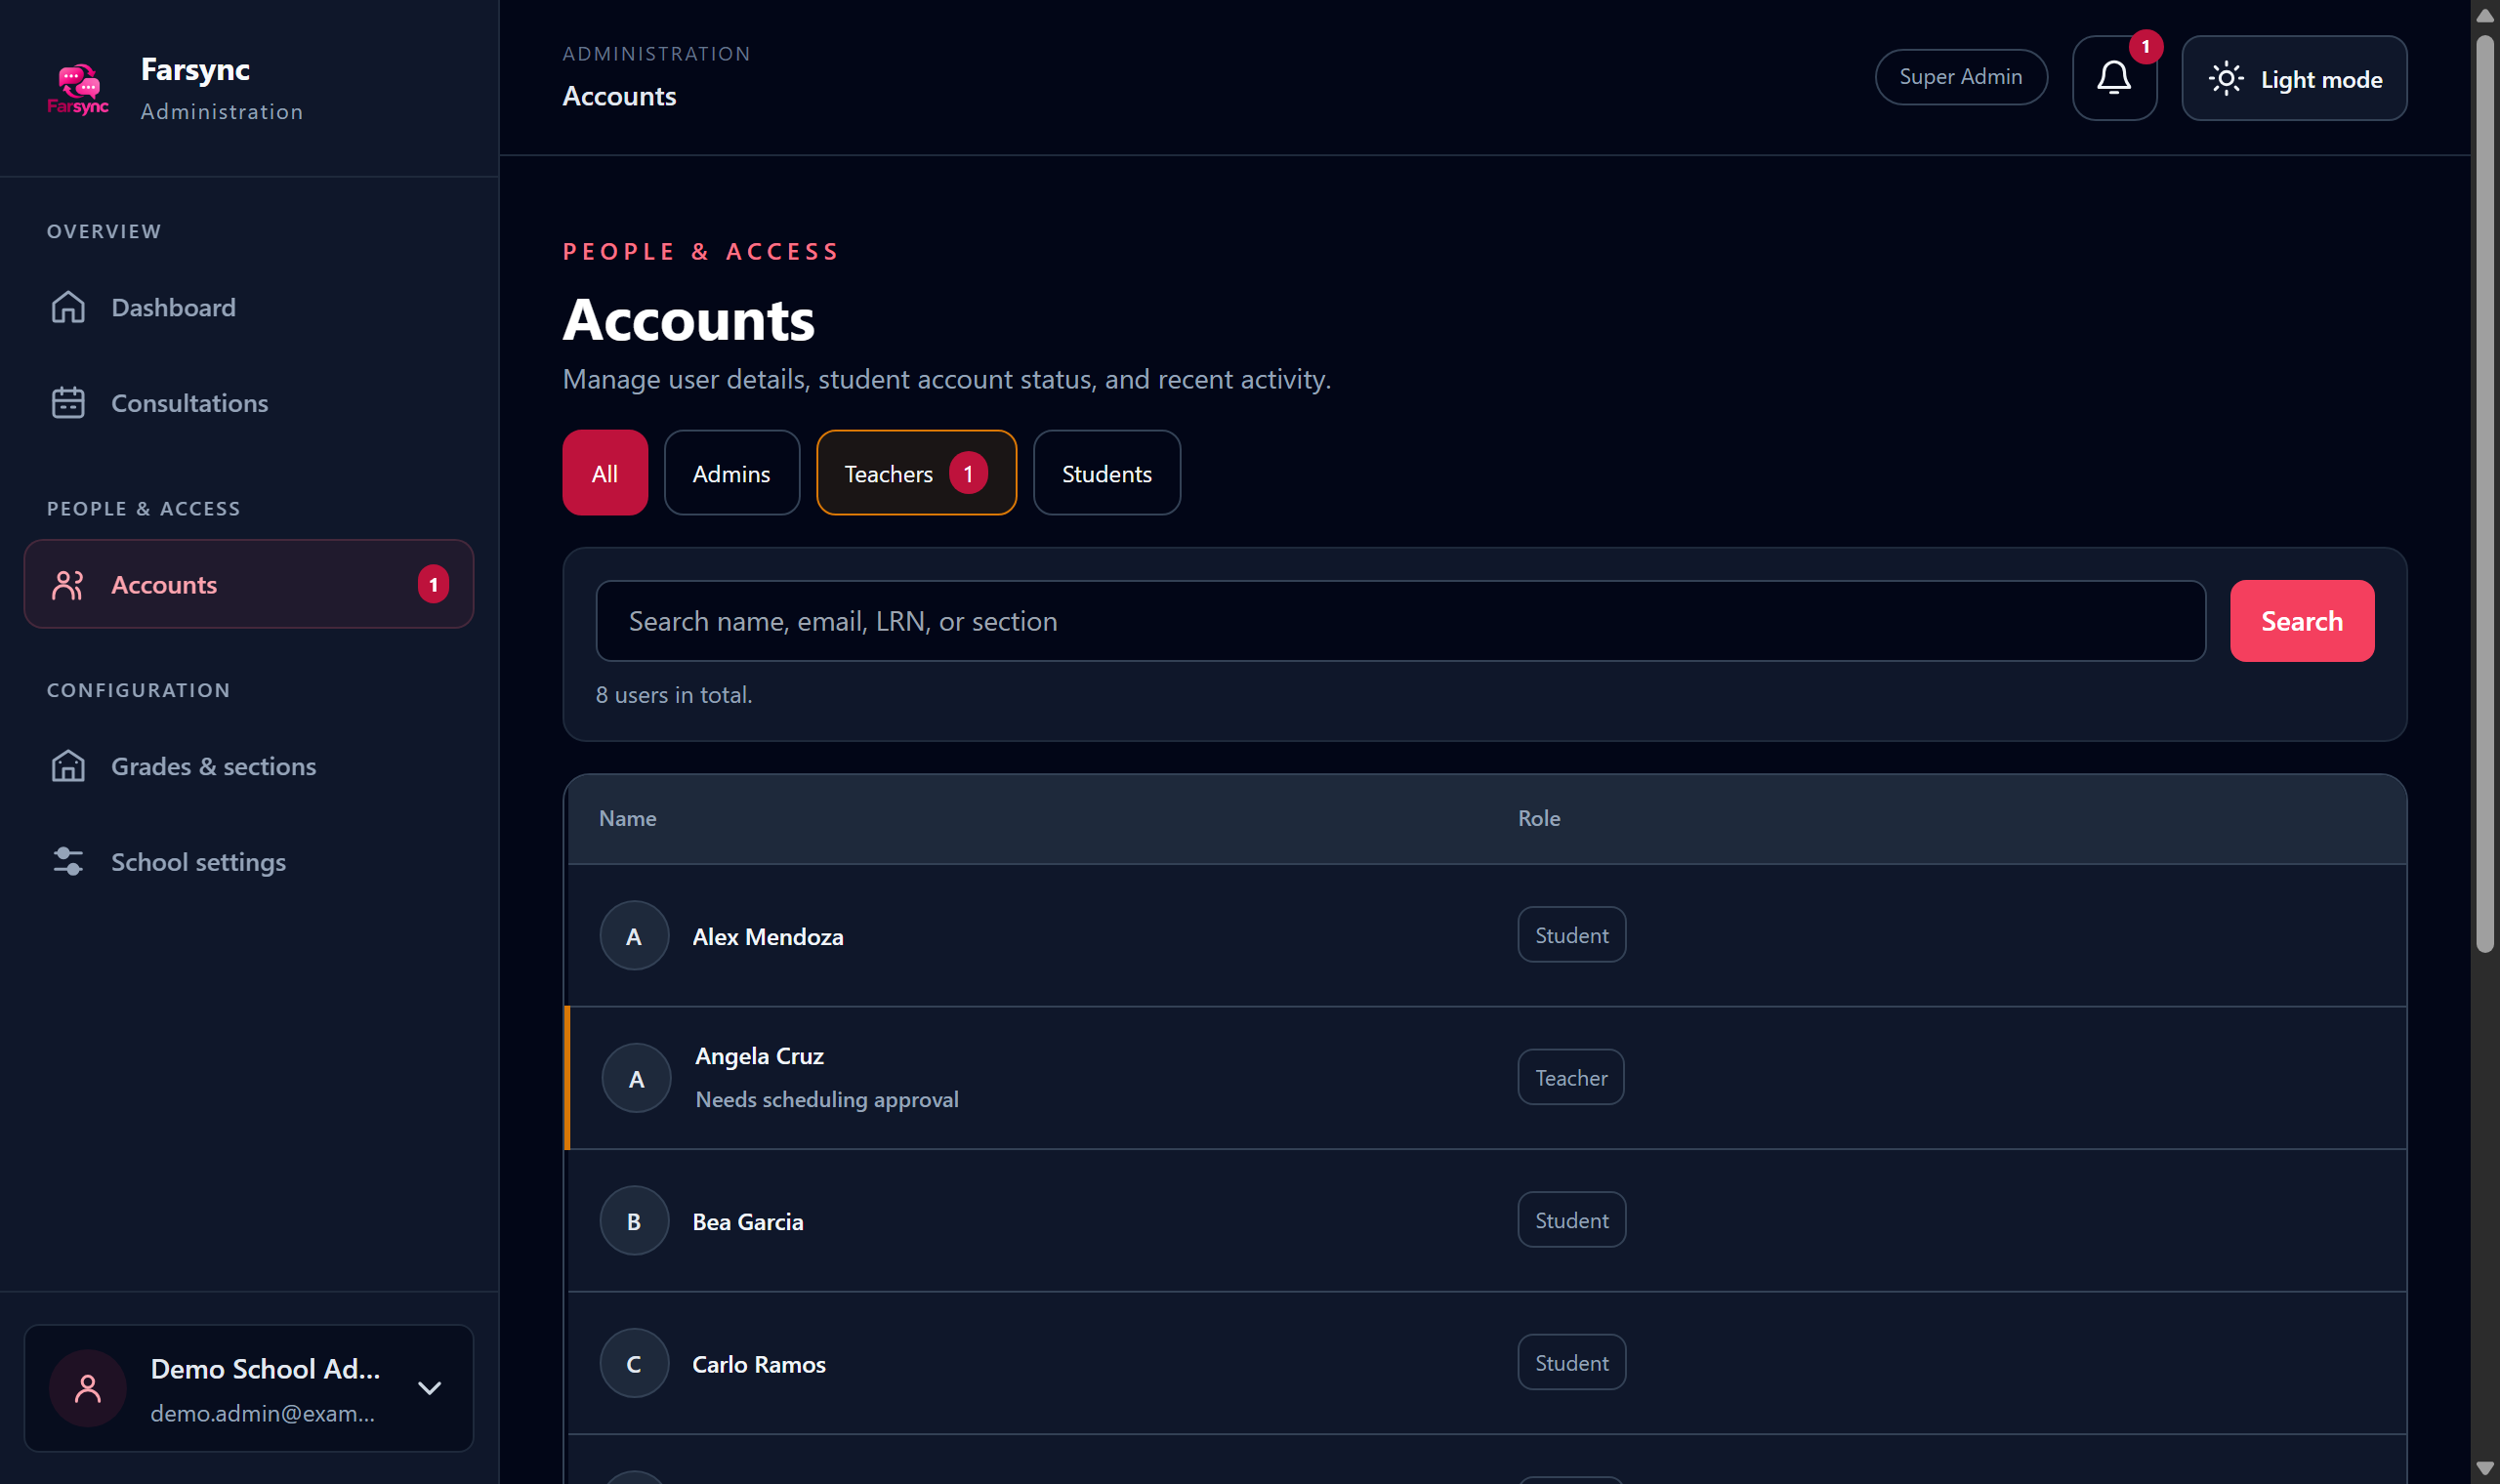 Farsync
Farsync
Administration
OVERVIEW
Dashboard
Consultations
PEOPLE & ACCESS
Accounts
1
CONFIGURATION
Grades & sections
School settings
Demo School Ad...
demo.admin@exam...
ADMINISTRATION
Accounts
Super Admin
1
Light mode
PEOPLE & ACCESS
Accounts
Manage user details, student account status, and recent activity.
All
Admins
Teachers 1
Students
Search name, email, LRN, or section
Search
8 users in total.
Name
Role
A
Alex Mendoza
Student
A
Angela Cruz
Needs scheduling approval
Teacher
B
Bea Garcia
Student
C
Carlo Ramos
Student